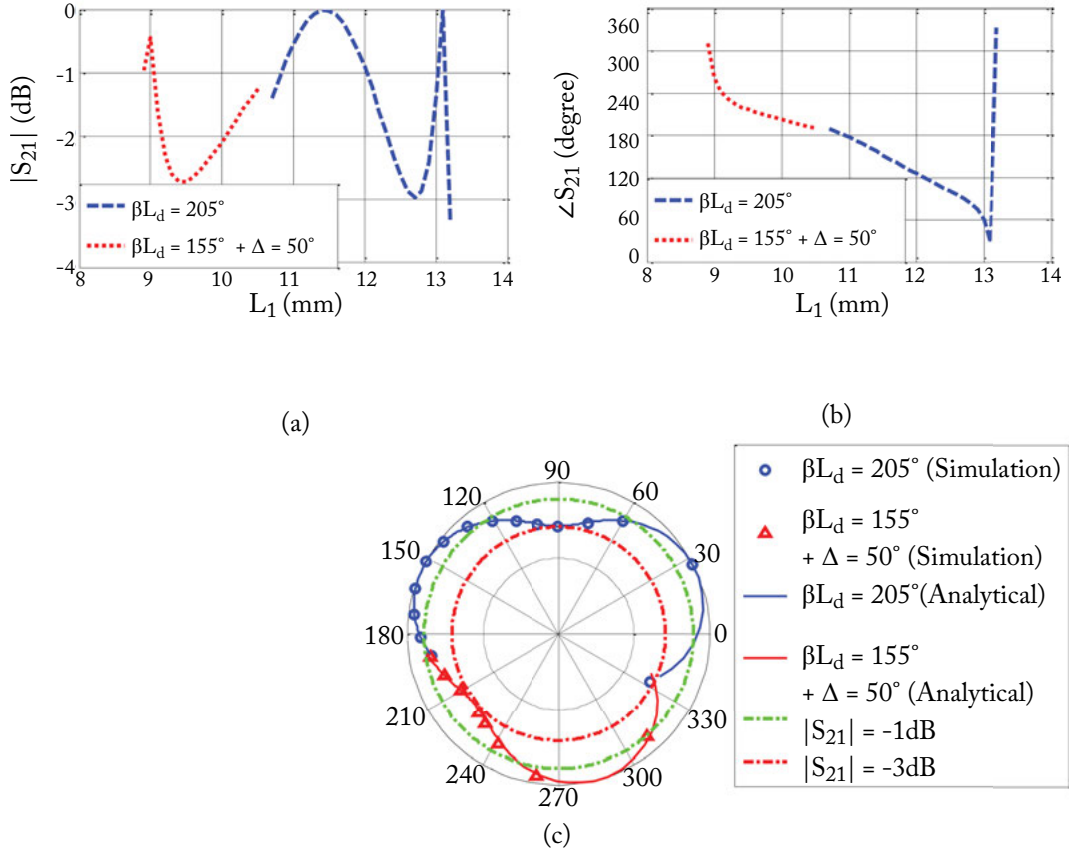 0
-1
-2
-3
-4
|S21| (dB)
βLd = 205°
βLd = 155° + Δ = 50°
8 9 10 11 12 13 14
L1 (mm)
(a)
360
300
240
180
120
60
0
∠S21 (degree)
βLd = 205°
βLd = 155° + Δ = 50°
8 9 10 11 12 13 14
L1 (mm)
(b)
90
120
60
150
30
180
0
210
330
240
300
270
(c)
βLd = 205° (Simulation)
βLd = 155°
+ Δ = 50° (Simulation)
βLd = 205°(Analytical)
βLd = 155°
+ Δ = 50° (Analytical)
|S21| = -1dB
|S21| = -3dB